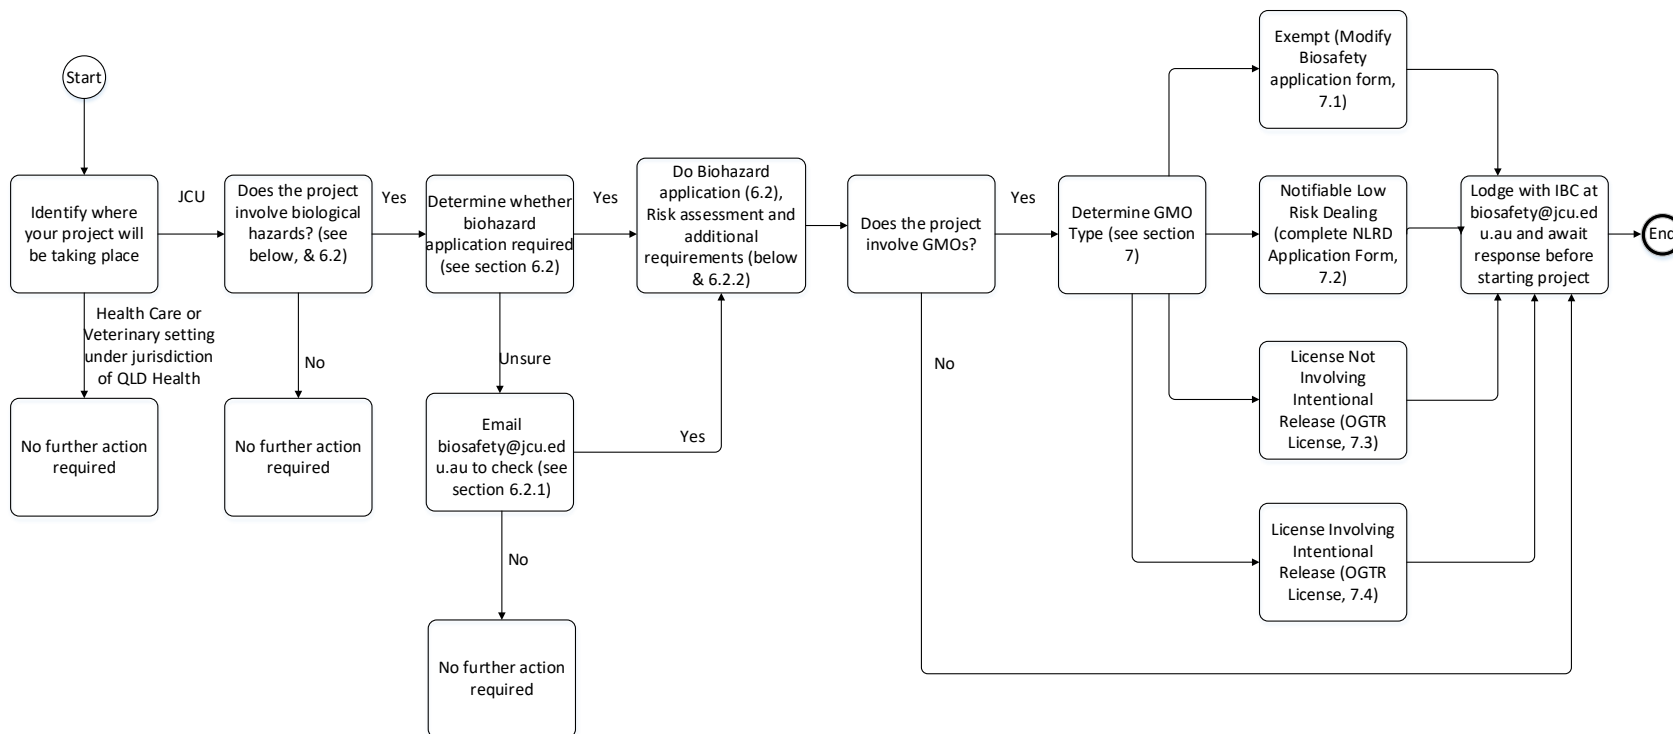 Start
Identify where
your project will
be taking place
JCU
Health Care or
Veterinary setting
under jurisdiction
of QLD Health
No further action
required
Does the project
involve biological
hazards? (see
below, & 6.2)
Yes
No
No further action
required
Determine whether
biohazard
application required
(see section 6.2)
Yes
Unsure
Email
biosafety@jcu.ed
u.au to check (see
section 6.2.1)
Yes
No
No further action
required
Do Biohazard
application (6.2),
Risk assessment and
additional
requirements (below
& 6.2.2)
Does the project
involve GMOs?
Yes
No
Determine GMO
Type (see section
7)
Exempt (Modify
Biosafety
application form,
7.1)
Notifiable Low
Risk Dealing
(complete NLRD
Application Form,
7.2)
License Not
Involving
Intentional
Release (OGTR
License, 7.3)
License Involving
Intentional
Release (OGTR
License, 7.4)
Lodge with IBC at
biosafety@jcu.ed
u.au and await
response before
starting project
End